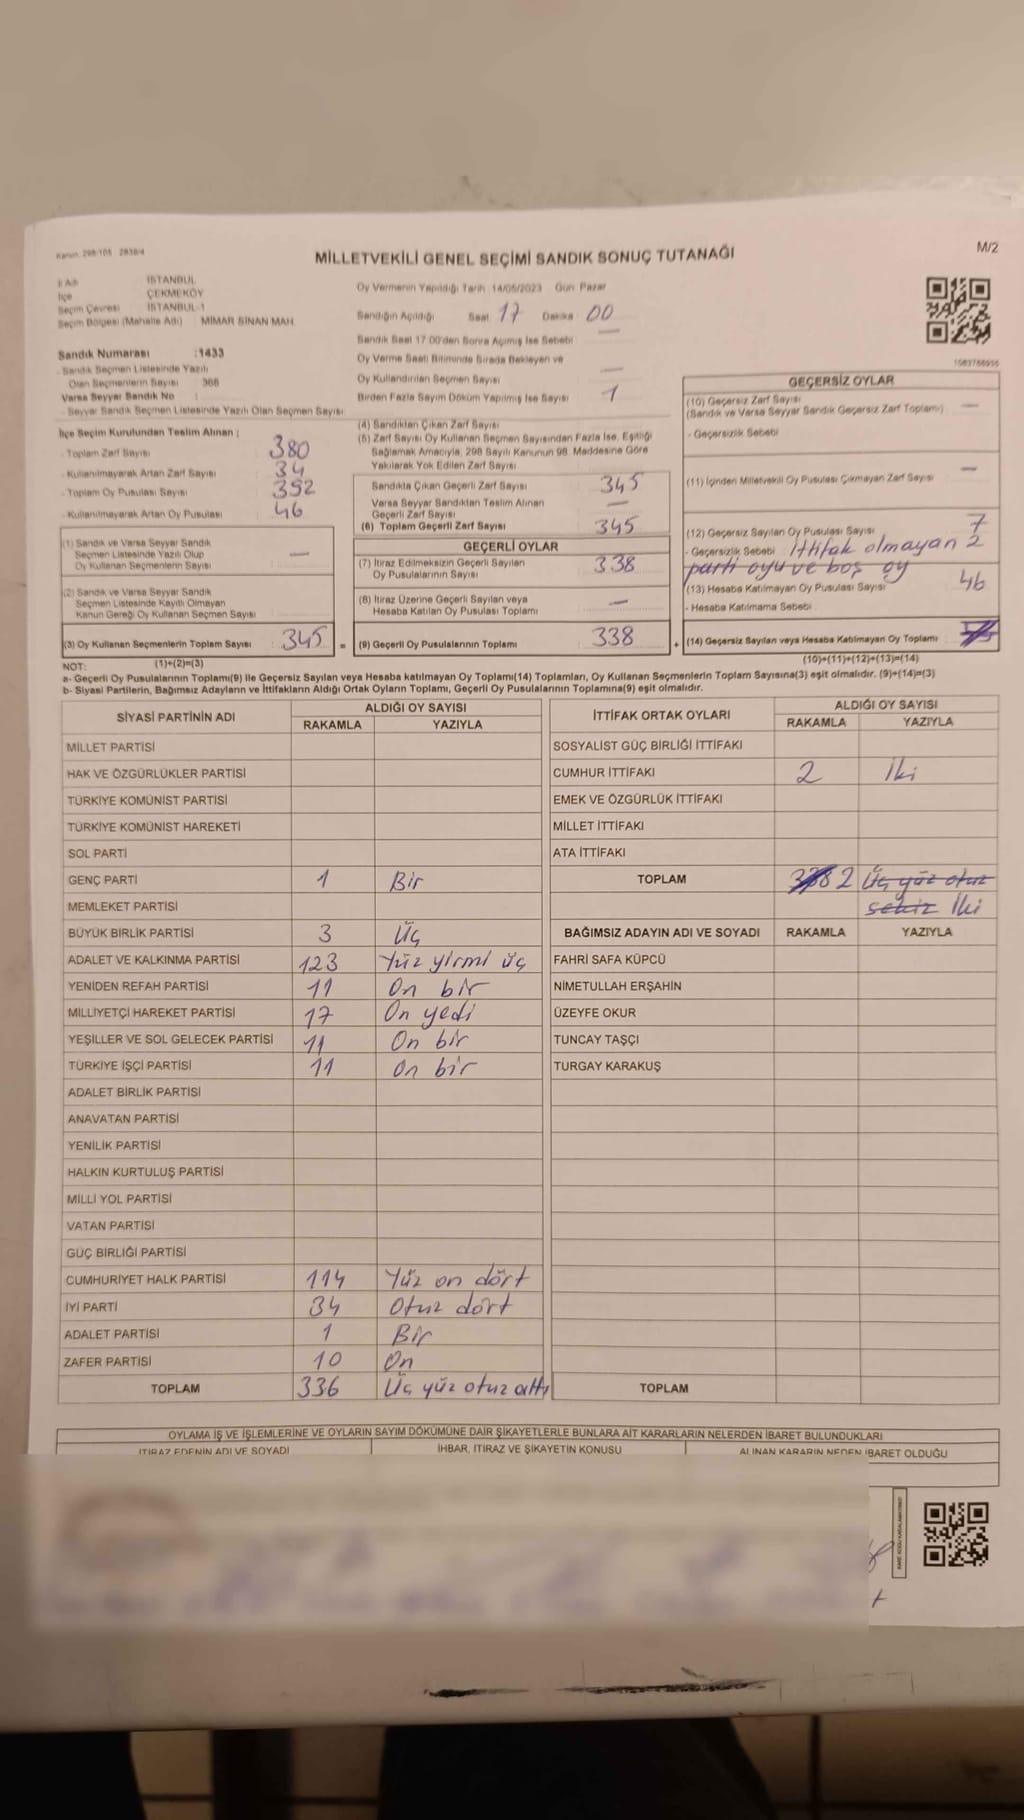 Kanun: 298/105 2839/4
MİLLETVEKİLİ GENEL SEÇİMİ SANDIK SONUÇ TUTANAĞI
M/2
İl Adı İSTANBUL
İlçe ÇEKMEKÖY
Seçim Çevresi İSTANBUL-1
Seçim Bölgesi (Mahalle Adı) MİMAR SİNAN MAH.
Oy Vermenin Yapıldığı Tarih :14/05/2023 Gün: Pazar
Sandığın Açıldığı Saat 17 Dakika 00
Sandık Saat 17:00'den Sonra Açılmış İse Sebebi —
Oy Verme Saati Bitiminde Sırada Bekleyen ve
Oy Kullandırılan Seçmen Sayısı —
Birden Fazla Sayım Döküm Yapılmış İse Sayısı 1
Sandık Numarası :1433
- Sandık Seçmen Listesinde Yazılı
Olan Seçmenlerin Sayısı 368
Varsa Seyyar Sandık No :
- Seyyar Sandık Seçmen Listesinde Yazılı Olan Seçmen Sayısı
İlçe Seçim Kurulundan Teslim Alınan ;
- Toplam Zarf Sayısı : 380
- Kullanılmayarak Artan Zarf Sayısı : 34
- Toplam Oy Pusulası Sayısı : 392
- Kullanılmayarak Artan Oy Pusulası : 46
(1) Sandık ve Varsa Seyyar Sandık
Seçmen Listesinde Yazılı Olup
Oy Kullanan Seçmenlerin Sayısı : —
(2) Sandık ve Varsa Seyyar Sandık
Seçmen Listesinde Kayıtlı Olmayan
Kanun Gereği Oy Kullanan Seçmen Sayısı :
(3) Oy Kullanan Seçmenlerin Toplam Sayısı : 345 =
(4) Sandıktan Çıkan Zarf Sayısı :
(5) Zarf Sayısı Oy Kullanan Seçmen Sayısından Fazla İse, Eşitliği
Sağlamak Amacıyla, 298 Sayılı Kanunun 98. Maddesine Göre
Yakılarak Yok Edilen Zarf Sayısı :
Sandıkta Çıkan Geçerli Zarf Sayısı : 345
Varsa Seyyar Sandıktan Teslim Alınan
Geçerli Zarf Sayısı : —
(6) Toplam Geçerli Zarf Sayısı : 345
GEÇERLİ OYLAR
(7) İtiraz Edilmeksizin Geçerli Sayılan
Oy Pusulalarının Sayısı : 338
(8) İtiraz Üzerine Geçerli Sayılan veya
Hesaba Katılan Oy Pusulası Toplamı : —
(9) Geçerli Oy Pusulalarının Toplamı : 338 +
1083768955
GEÇERSİZ OYLAR
(10) Geçersiz Zarf Sayısı : —
(Sandık ve Varsa Seyyar Sandık Geçersiz Zarf Toplamı)
- Geçersizlik Sebebi :
(11) İçinden Milletvekili Oy Pusulası Çıkmayan Zarf Sayısı : —
(12) Geçersiz Sayılan Oy Pusulası Sayısı : 7
- Geçersizlik Sebebi : İttifak olmayan 2
parti oyu ve boş oy
(13) Hesaba Katılmayan Oy Pusulası Sayısı : 46
- Hesaba Katılmama Sebebi :
(14) Geçersiz Sayılan veya Hesaba Katılmayan Oy Toplamı :
NOT: (1)+(2)=(3)
(10)+(11)+(12)+(13)=(14)
a- Geçerli Oy Pusulalarının Toplamı(9) ile Geçersiz Sayılan veya Hesaba katılmayan Oy Toplamı(14) Toplamları, Oy Kullanan Seçmenlerin Toplam Sayısına(3) eşit olmalıdır. (9)+(14)=(3)
b- Siyasi Partilerin, Bağımsız Adayların ve İttifakların Aldığı Ortak Oyların Toplamı, Geçerli Oy Pusulalarının Toplamına(9) eşit olmalıdır.
SİYASİ PARTİNİN ADI
ALDIĞI OY SAYISI
RAKAMLA YAZIYLA
MİLLET PARTİSİ
HAK VE ÖZGÜRLÜKLER PARTİSİ
TÜRKİYE KOMÜNİST PARTİSİ
TÜRKİYE KOMÜNİST HAREKETİ
SOL PARTİ
GENÇ PARTİ 1 Bir
MEMLEKET PARTİSİ
BÜYÜK BİRLİK PARTİSİ 3 Üç
ADALET VE KALKINMA PARTİSİ 123 Yüz yirmi üç
YENİDEN REFAH PARTİSİ 11 On bir
MİLLİYETÇİ HAREKET PARTİSİ 17 On yedi
YEŞİLLER VE SOL GELECEK PARTİSİ 11 On bir
TÜRKİYE İŞÇİ PARTİSİ 11 On bir
ADALET BİRLİK PARTİSİ
ANAVATAN PARTİSİ
YENİLİK PARTİSİ
HALKIN KURTULUŞ PARTİSİ
MİLLİ YOL PARTİSİ
VATAN PARTİSİ
GÜÇ BİRLİĞİ PARTİSİ
CUMHURİYET HALK PARTİSİ 114 Yüz on dört
İYİ PARTİ 34 Otuz dört
ADALET PARTİSİ 1 Bir
ZAFER PARTİSİ 10 On
TOPLAM 336 Üç yüz otuz altı
İTTİFAK ORTAK OYLARI
ALDIĞI OY SAYISI
RAKAMLA YAZIYLA
SOSYALİST GÜÇ BİRLİĞİ İTTİFAKI
CUMHUR İTTİFAKI 2 İki
EMEK VE ÖZGÜRLÜK İTTİFAKI
MİLLET İTTİFAKI
ATA İTTİFAKI
TOPLAM 338 2 Üç yüz otuz
sekiz İki
BAĞIMSIZ ADAYIN ADI VE SOYADI RAKAMLA YAZIYLA
FAHRİ SAFA KÜPCÜ
NİMETULLAH ERŞAHİN
ÜZEYFE OKUR
TUNCAY TAŞÇI
TURGAY KARAKUŞ
TOPLAM
OYLAMA İŞ VE İŞLEMLERİNE VE OYLARIN SAYIM DÖKÜMÜNE DAİR ŞİKAYETLERLE BUNLARA AİT KARARLARIN NELERDEN İBARET BULUNDUKLARI
İTİRAZ EDENİN ADI VE SOYADI İHBAR, İTİRAZ VE ŞİKAYETİN KONUSU ALINAN KARARIN NEDEN İBARET OLDUĞU